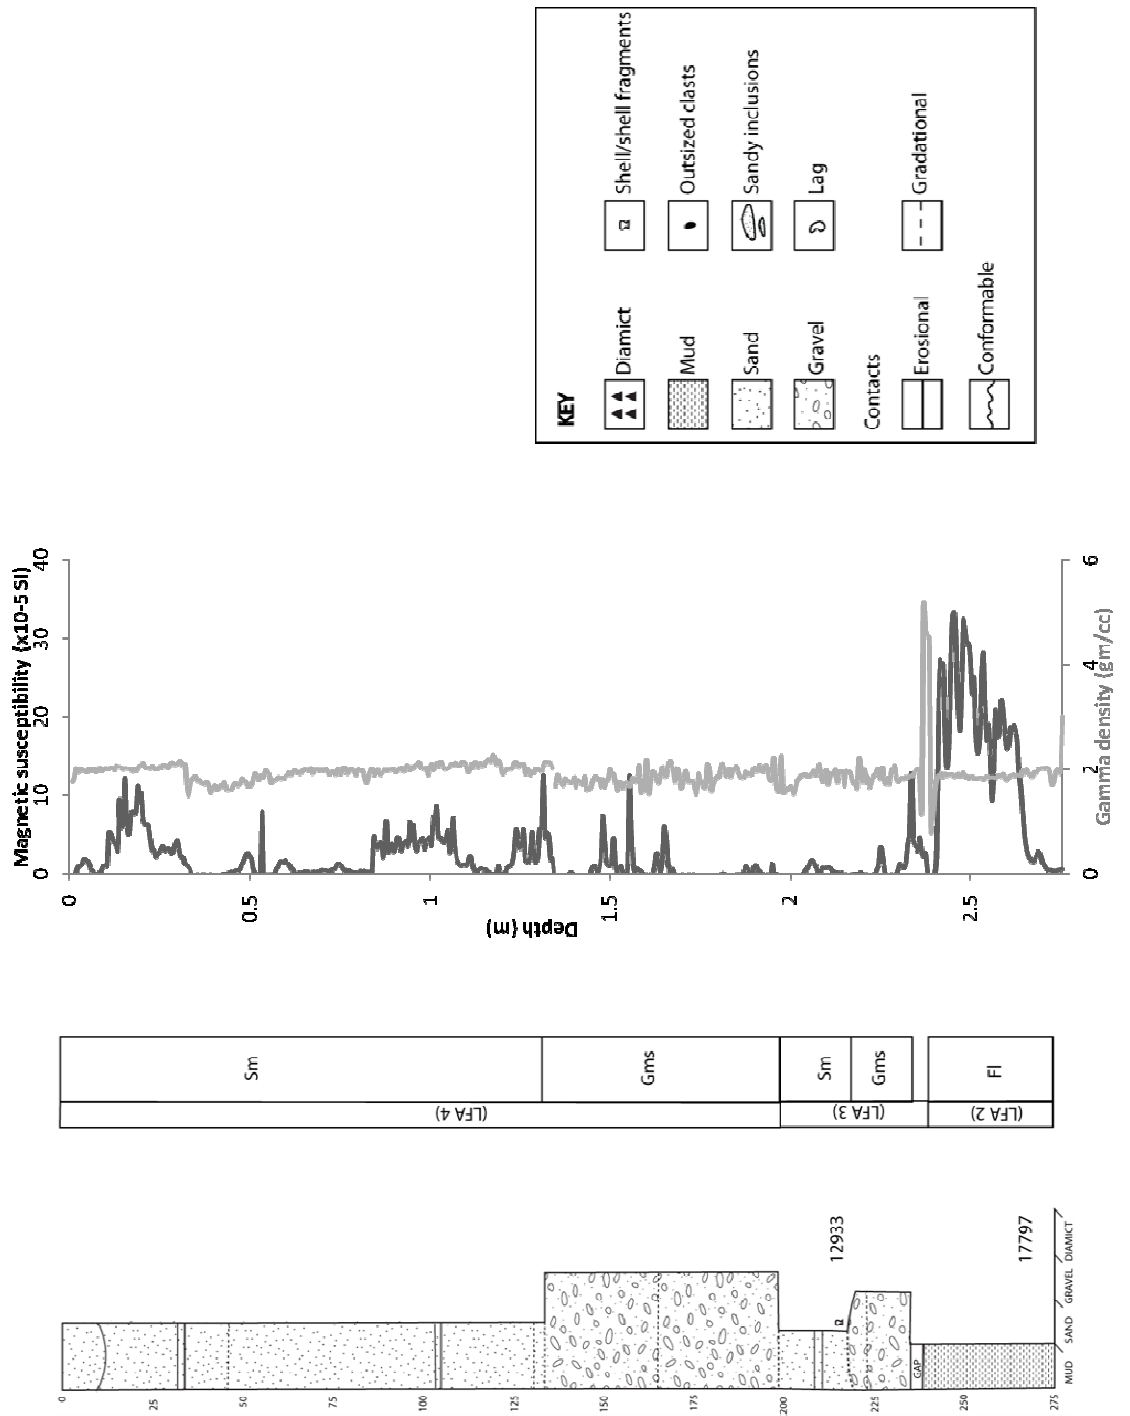 KEY
Diamict
Mud
Sand
Gravel
Contacts
Erosional
Conformable
Shell/shell fragments
Outsized clasts
Sandy inclusions
Lag
Gradational
Magnetic susceptibility (x10-5 SI)
0
10
20
30
40
Depth (m)
0
0.5
1
1.5
2
2.5
0
2
4
6
Gamma density (gm/cc)
Sm
Gms
Sm
Gms
Fl
(LFA 4)
(LFA 3)
(LFA 2)
0
25
50
75
100
125
150
175
200
225
250
275
GAP
12933
17797
MUD
SAND
GRAVEL
DIAMICT